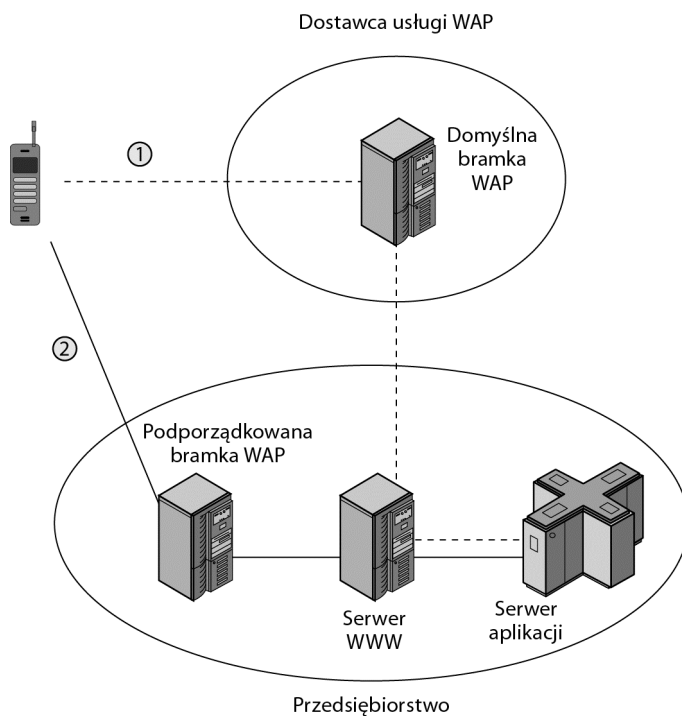 Dostawca usługi WAP
Domyślna
bramka
WAP
1
2
Podporządkowana
bramka WAP
Serwer
WWW
Serwer
aplikacji
Przedsiębiorstwo